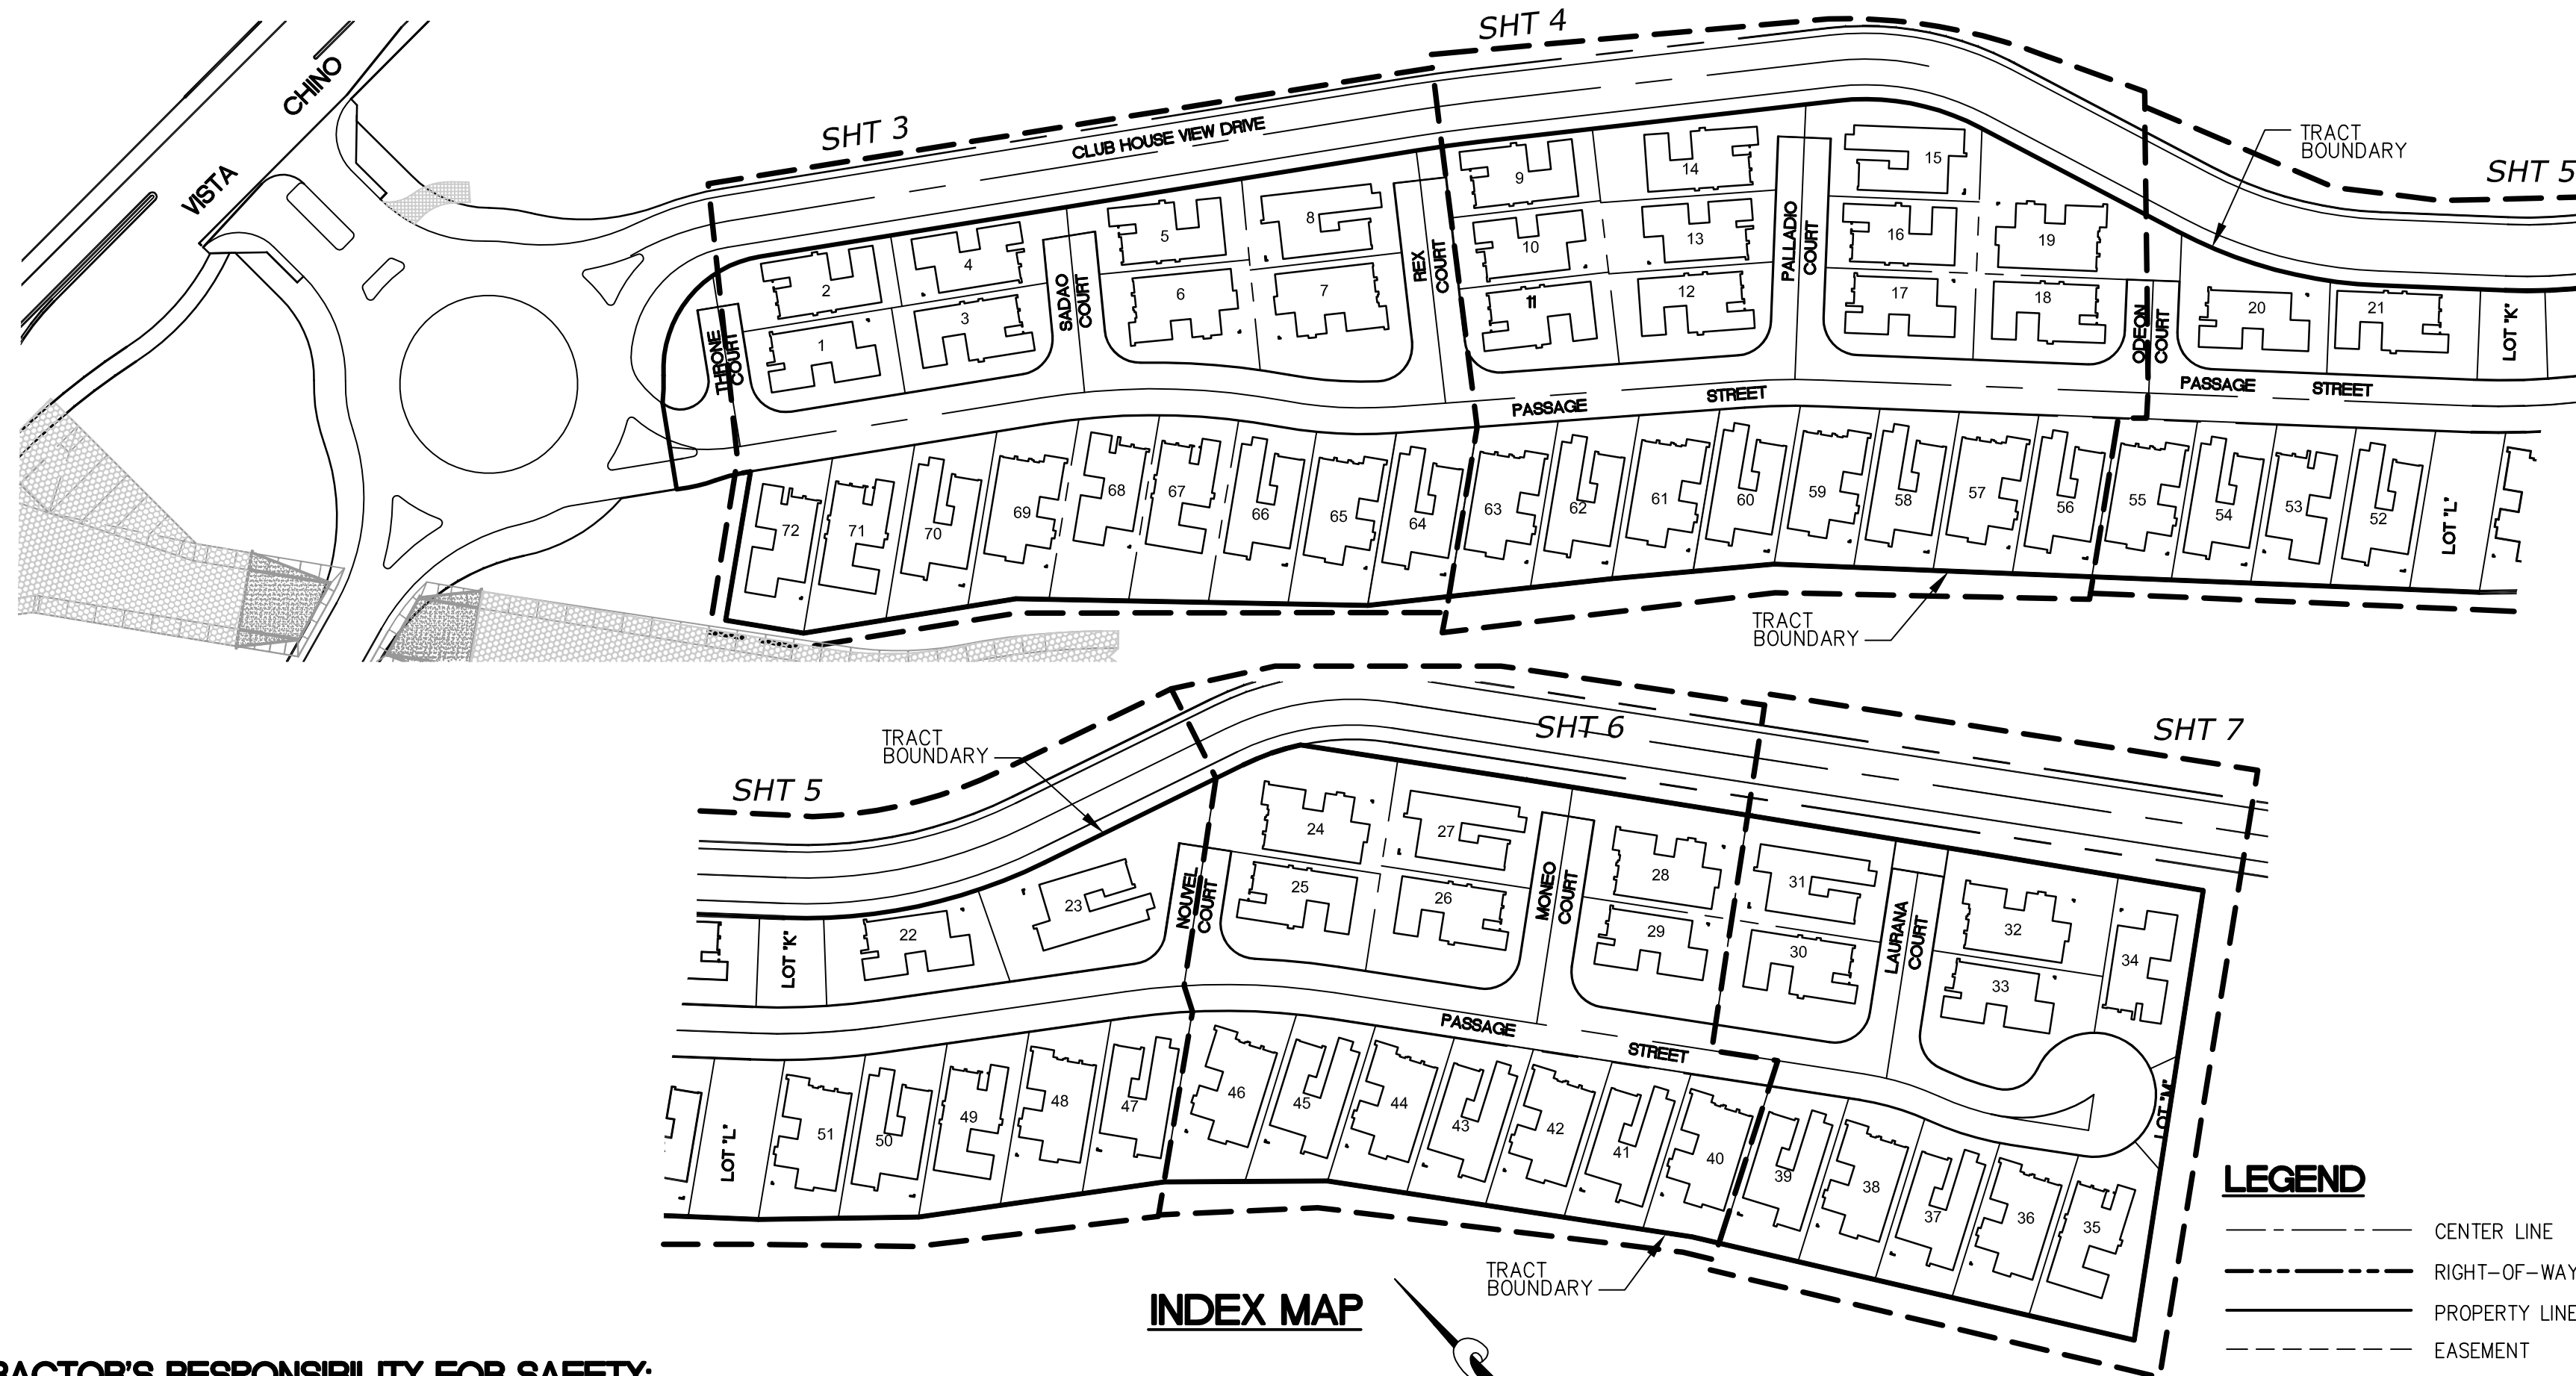 SHT 4
CHINO
SHT 3
CLUB HOUSE VIEW DRIVE
TRACT
BOUNDARY
SHT 5
VISTA
15
14
9
8
5
4
2
10
13
16
19
PALLADIO
COURT
REX
COURT
SADAO
COURT
THRONE
COURT
1
3
6
7
11
12
17
18
ODEON
COURT
20
21
LOT "K"
PASSAGE
STREET
PASSAGE
STREET
72
71
70
69
68
67
66
65
64
63
62
61
60
59
58
57
56
55
54
53
52
LOT "L"
TRACT
BOUNDARY
SHT 6
SHT 7
TRACT
BOUNDARY
SHT 5
24
27
28
31
32
34
22
23
25
26
29
30
33
LOT "K"
NOUVEL
COURT
MONEO
COURT
LAURANA
COURT
PASSAGE
STREET
LOT "L"
51
50
49
48
47
46
45
44
43
42
41
40
39
38
37
36
35
LOT "M"
TRACT
BOUNDARY
INDEX MAP
LEGEND
CENTER LINE
RIGHT-OF-WAY
PROPERTY LINE
EASEMENT
RACTOR'S RESPONSIBILITY FOR SAFETY: